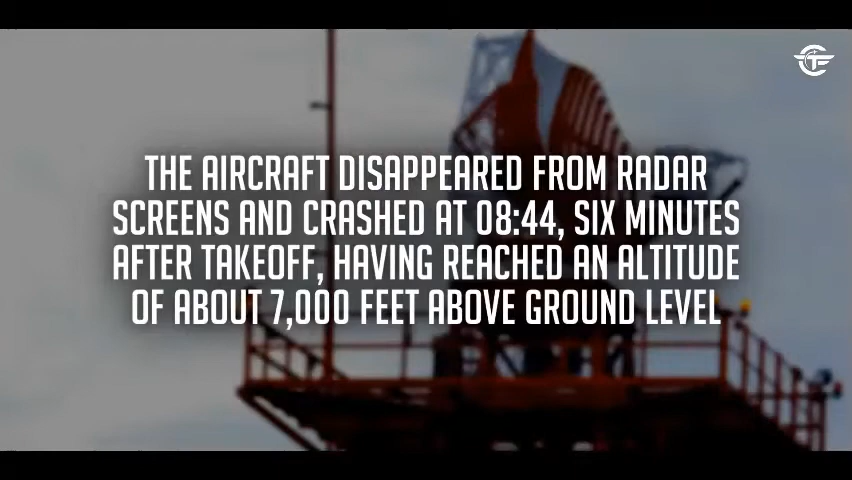 THE AIRCRAFT DISAPPEARED FROM RADAR
SCREENS AND CRASHED AT 08:44, SIX MINUTES
AFTER TAKEOFF, HAVING REACHED AN ALTITUDE
OF ABOUT 7,000 FEET ABOVE GROUND LEVEL